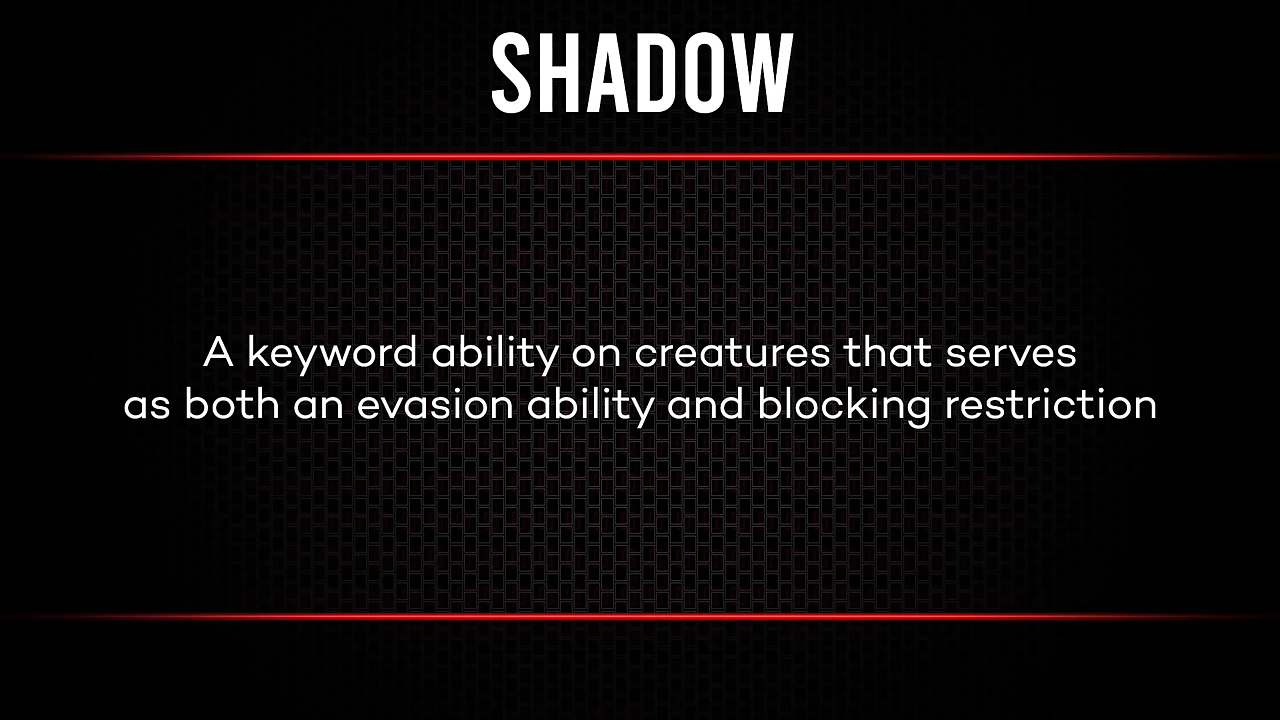 SHADOW
A keyword ability on creatures that serves
as both an evasion ability and blocking restriction